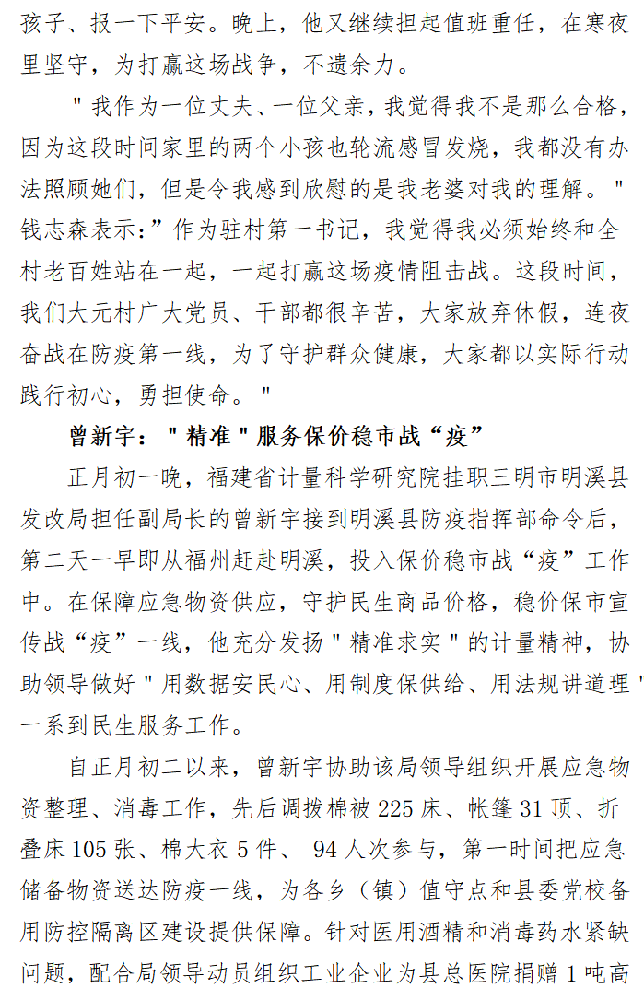 孩子、报一下平安。晚上，他又继续担起值班重任，在寒夜
里坚守，为打赢这场战争，不遗余力。
"我作为一位丈夫、一位父亲，我觉得我不是那么合格，
因为这段时间家里的两个小孩也轮流感冒发烧，我都没有办
法照顾她们，但是令我感到欣慰的是我老婆对我的理解。"
钱志森表示：”作为驻村第一书记，我觉得我必须始终和全
村老百姓站在一起，一起打赢这场疫情阻击战。这段时间，
我们大元村广大党员、干部都很辛苦，大家放弃休假，连夜
奋战在防疫第一线，为了守护群众健康，大家都以实际行动
践行初心，勇担使命。"
曾新宇："精准"服务保价稳市战“疫”
正月初一晚，福建省计量科学研究院挂职三明市明溪县
发改局担任副局长的曾新宇接到明溪县防疫指挥部命令后，
第二天一早即从福州赶赴明溪，投入保价稳市战“疫”工作
中。在保障应急物资供应，守护民生商品价格，稳价保市宣
传战“疫”一线，他充分发扬"精准求实"的计量精神，协
助领导做好"用数据安民心、用制度保供给、用法规讲道理"
一系到民生服务工作。
自正月初二以来，曾新宇协助该局领导组织开展应急物
资整理、消毒工作，先后调拨棉被 225 床、帐篷 31 顶、折
叠床 105 张、棉大衣 5 件、 94 人次参与，第一时间把应急
储备物资送达防疫一线，为各乡（镇）值守点和县委党校备
用防控隔离区建设提供保障。针对医用酒精和消毒药水紧缺
问题，配合局领导动员组织工业企业为县总医院捐赠 1 吨高